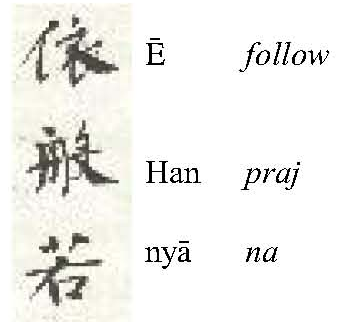 依 Ē follow
般 Han praj
若 nyā na